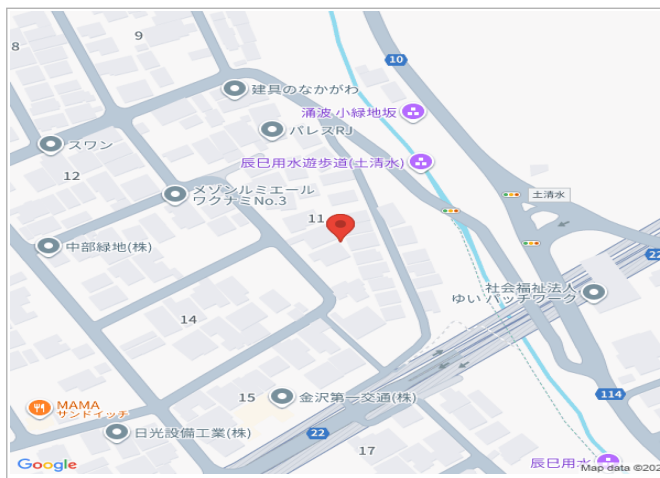 8
9
10
建具のなかがわ
涌波 小緑地坂
パレスRJ
スワン
辰巳用水遊歩道(土清水)
12
メゾンルミエール
ワクナミNo.3
土清水
11
中部緑地(株)
22
社会福祉法人
ゆい パッチワーク
14
MAMA
サンドイッチ
15
金沢第一交通(株)
114
日光設備工業(株)
22
17
辰巳用水
Google
Map data ©202